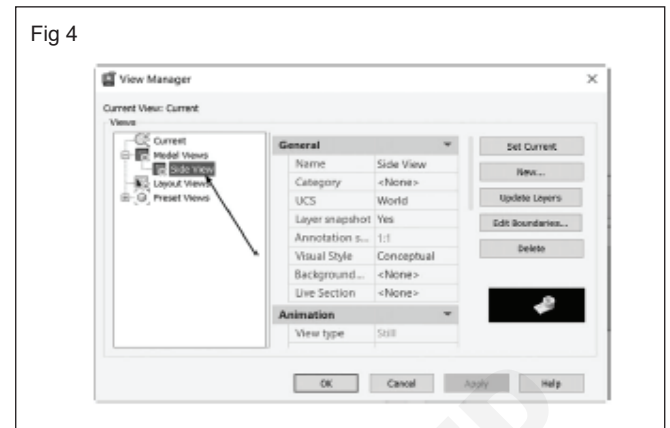 Fig 4
View Manager
Current View: Current
Views
Current
Model Views
Side View
Layout Views
Preset Views
General
Name Side View
Category <None>
UCS World
Layer snapshot Yes
Annotation s... 1:1
Visual Style Conceptual
Background... <None>
Live Section <None>
Animation
View type Still
Set Current
New...
Update Layers
Edit Boundaries...
Delete
OK Cancel Apply Help